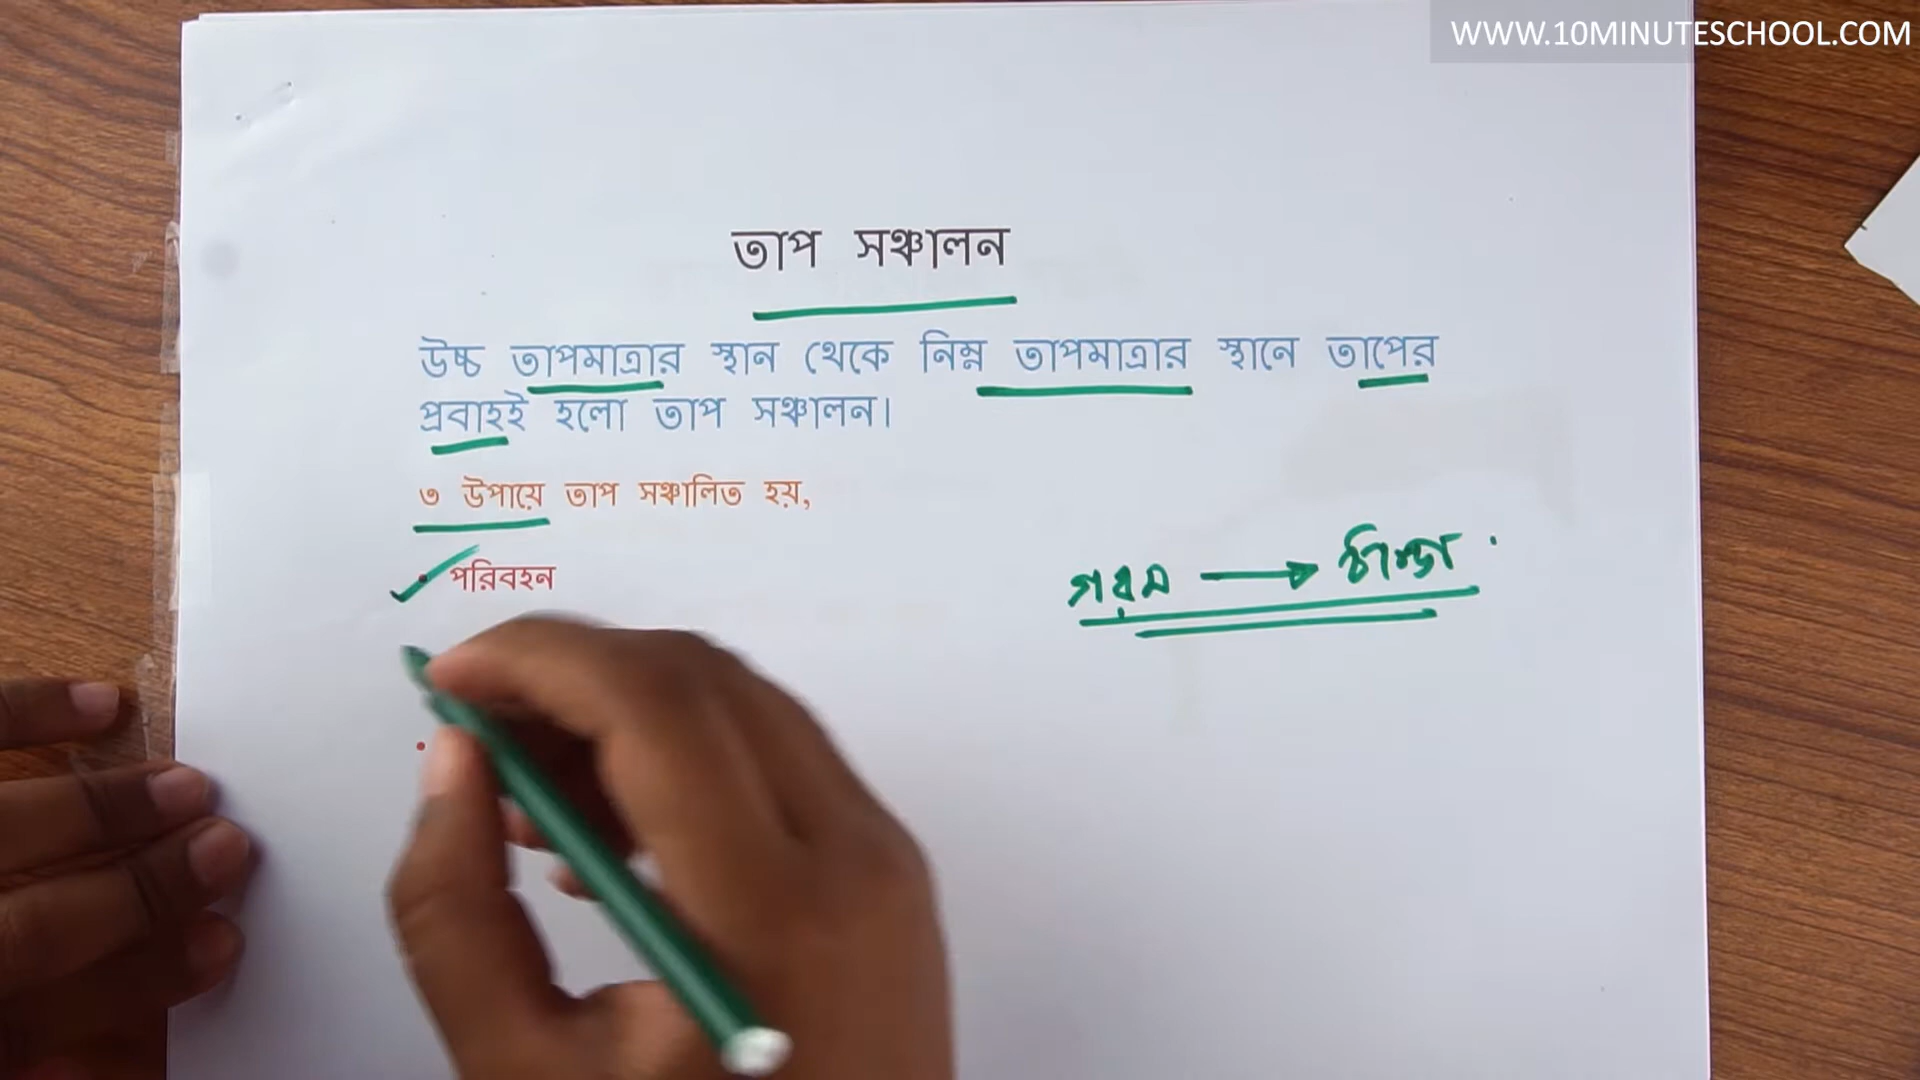 WWW.10MINUTESCHOOL.COM
তাপ সঞ্চালন
উচ্চ তাপমাত্রার স্থান থেকে নিম্ন তাপমাত্রার স্থানে তাপের
প্রবাহই হলো তাপ সঞ্চালন।
৩ উপায়ে তাপ সঞ্চালিত হয়,
• পরিবহন
গরম → ঠান্ডা
•